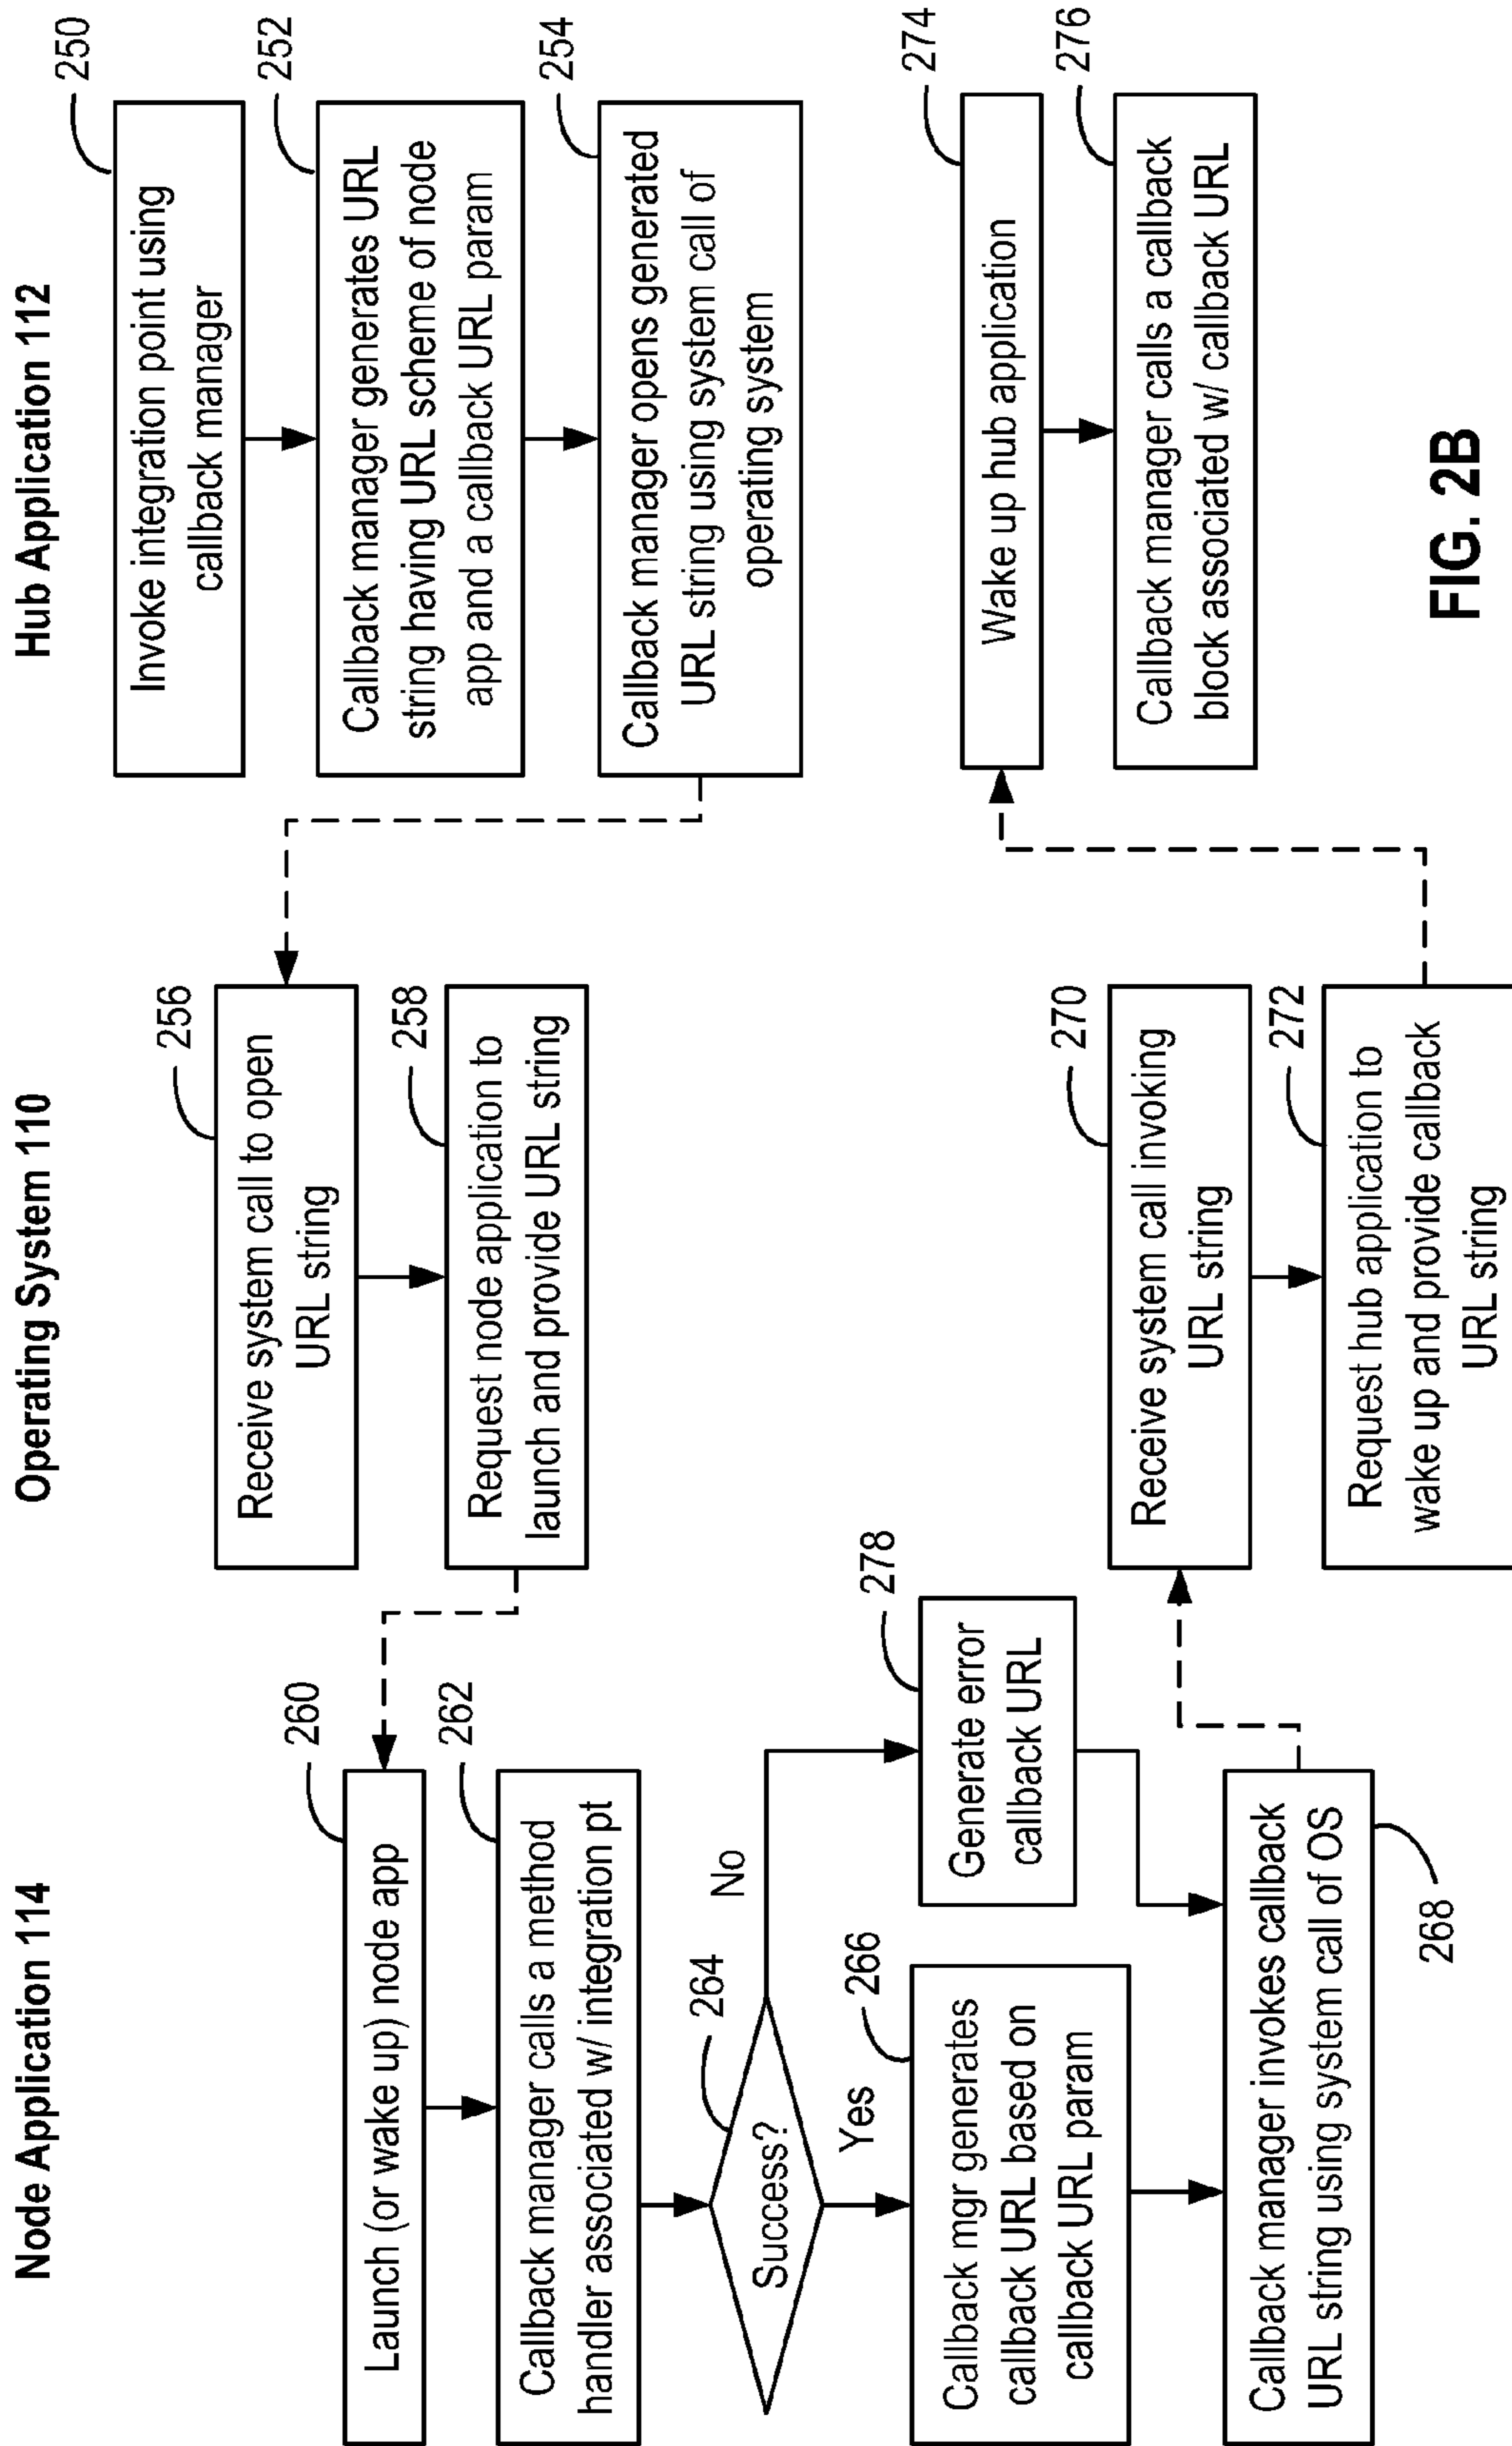 Node Application 114
Operating System 110
Hub Application 112
250
Invoke integration point using
callback manager
252
Callback manager generates URL
string having URL scheme of node
app and a callback URL param
254
Callback manager opens generated
URL string using system call of
operating system
256
Receive system call to open
URL string
258
Request node application to
launch and provide URL string
260
Launch (or wake up) node app
262
Callback manager calls a method
handler associated w/ integration pt
264
Success?
No
Yes
266
Callback mgr generates
callback URL based on
callback URL param
278
Generate error
callback URL
Callback manager invokes callback
URL string using system call of OS
268
270
Receive system call invoking
URL string
272
Request hub application to
wake up and provide callback
URL string
274
Wake up hub application
276
Callback manager calls a callback
block associated w/ callback URL
FIG. 2B